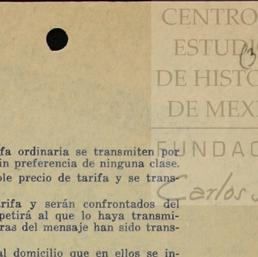 CENTRO
ESTUDI
DE HISTO
DE MEX
FUNDAC
Carlos S
(3
fa ordinaria se transmiten por
in preferencia de ninguna clase.
ble precio de tarifa y se trans-
arifa y serán confrontados del
petirá al que lo haya transmi-
ras del mensaje han sido trans-
al domicilio que en ellos se in-